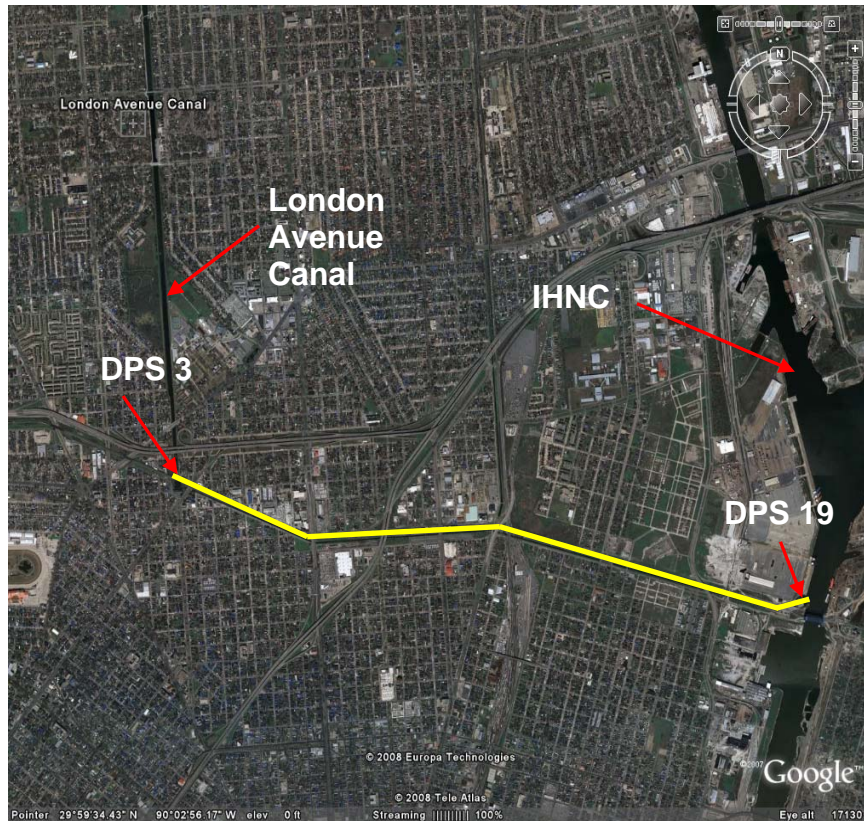 N
London Avenue Canal
London
Avenue
Canal
IHNC
DPS 3
DPS 19
© 2008 Europa Technologies
©2007 Google™
© 2008 Tele Atlas
Pointer 29°59'34.43" N 90°02'56.17" W elev 0 ft Streaming |||||||||| 100% Eye alt 17130